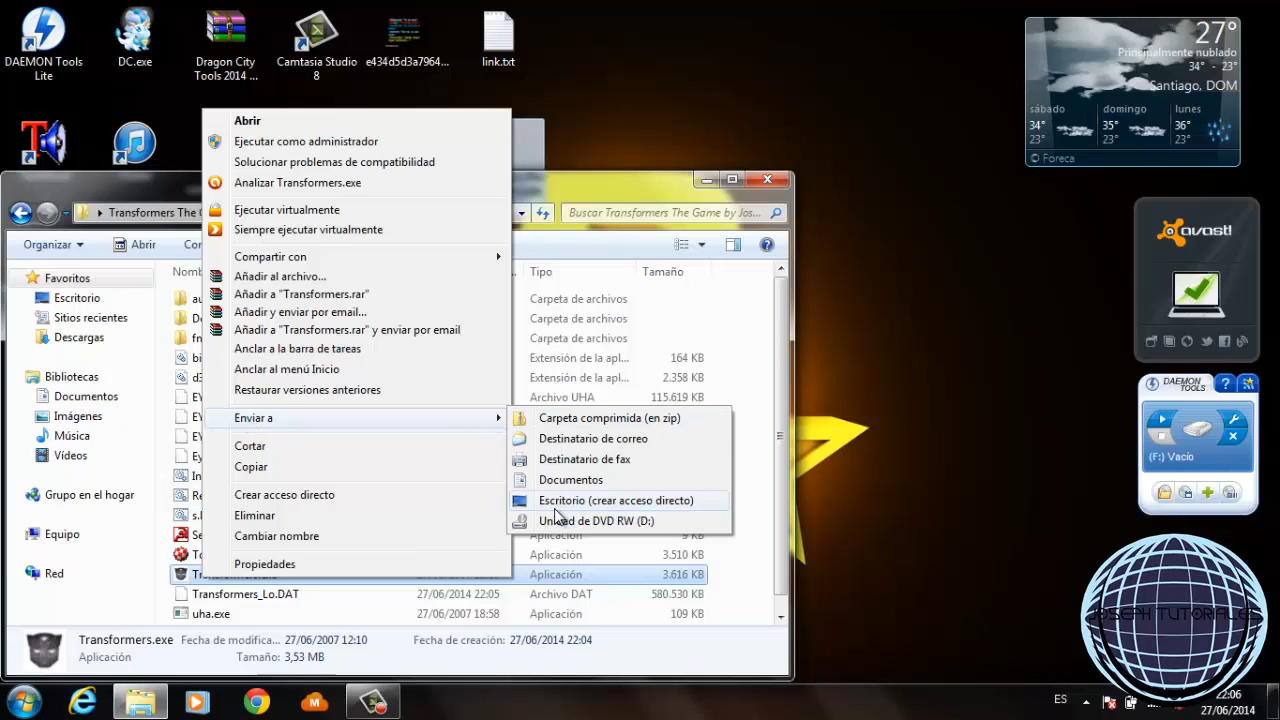 DAEMON Tools
Lite
DC.exe
Dragon City
Tools 2014 ...
Camtasia Studio
8
e434d5d3a7964...
link.txt
27°
Principalmente nublado
34° - 23°
Santiago, DOM
sábado
domingo
lunes
34°
35°
36°
23°
23°
23°
© Foreca
avast!
DAEMON
TOOLS
(F:) Vacío
JOSEPH TUTORIALES
Transformers The G
Buscar Transformers The Game by Jos...
Organizar
Abrir
Tipo
Tamaño
Favoritos
Escritorio
Sitios recientes
Descargas
Bibliotecas
Documentos
Imágenes
Música
Vídeos
Grupo en el hogar
Equipo
Red
Carpeta de archivos
Carpeta de archivos
Carpeta de archivos
Extensión de la apl... 164 KB
Extensión de la apl... 2.358 KB
Archivo UHA 115.619 KB
Aplicación 9 KB
Aplicación 3.510 KB
Aplicación 3.616 KB
Transformers_Lo.DAT 27/06/2014 22:05 Archivo DAT 580.530 KB
uha.exe 27/06/2007 18:58 Aplicación 109 KB
Abrir
Ejecutar como administrador
Solucionar problemas de compatibilidad
Analizar Transformers.exe
Ejecutar virtualmente
Siempre ejecutar virtualmente
Compartir con
Añadir al archivo...
Añadir a "Transformers.rar"
Añadir y enviar por email...
Añadir a "Transformers.rar" y enviar por email
Anclar a la barra de tareas
Anclar al menú Inicio
Restaurar versiones anteriores
Enviar a
Cortar
Copiar
Crear acceso directo
Eliminar
Cambiar nombre
Propiedades
Carpeta comprimida (en zip)
Destinatario de correo
Destinatario de fax
Documentos
Escritorio (crear acceso directo)
Unidad de DVD RW (D:)
Transformers.exe Fecha de modifica... 27/06/2007 12:10 Fecha de creación: 27/06/2014 22:04
Aplicación Tamaño: 3,53 MB
ES
22:06
27/06/2014